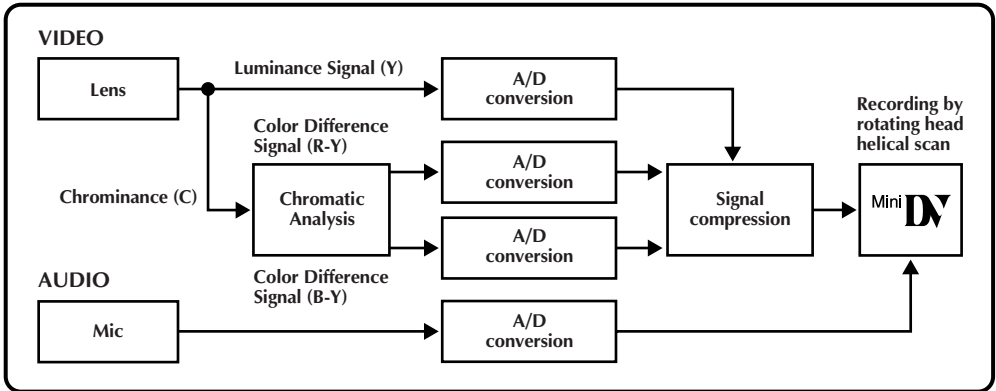 VIDEO
Lens
Luminance Signal (Y)
A/D
conversion
Color Difference
Signal (R-Y)
A/D
conversion
Chrominance (C)
Chromatic
Analysis
A/D
conversion
Color Difference
Signal (B-Y)
Signal
compression
Recording by
rotating head
helical scan
Mini DV
AUDIO
Mic
A/D
conversion